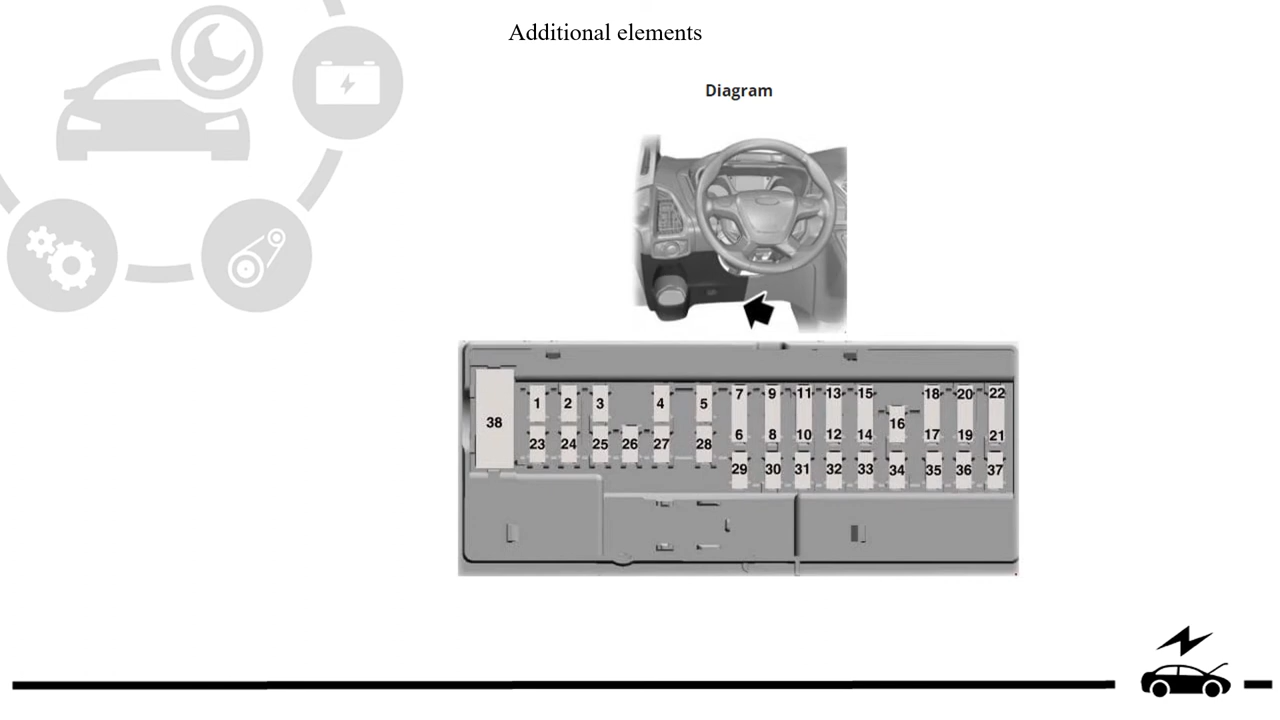 Additional elements
Diagram
1 2 3 4 5 7 9 11 13 15 18 20 22
38 16
23 24 25 26 27 28 6 8 10 12 14 17 19 21
29 30 31 32 33 34 35 36 37